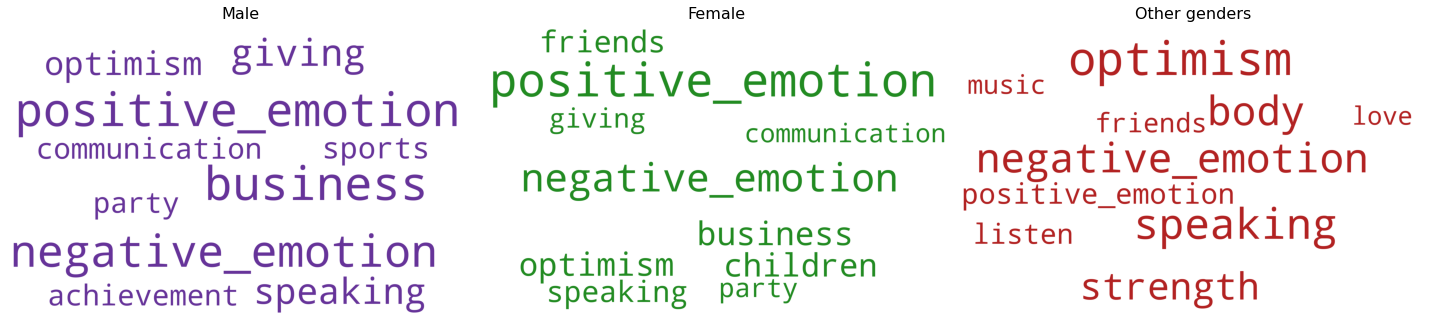 Male
optimism
giving
positive_emotion
communication
sports
business
party
negative_emotion
achievement
speaking
Female
friends
positive_emotion
giving
communication
negative_emotion
business
optimism
children
speaking
party
Other genders
optimism
music
body
friends
love
negative_emotion
positive_emotion
speaking
listen
strength